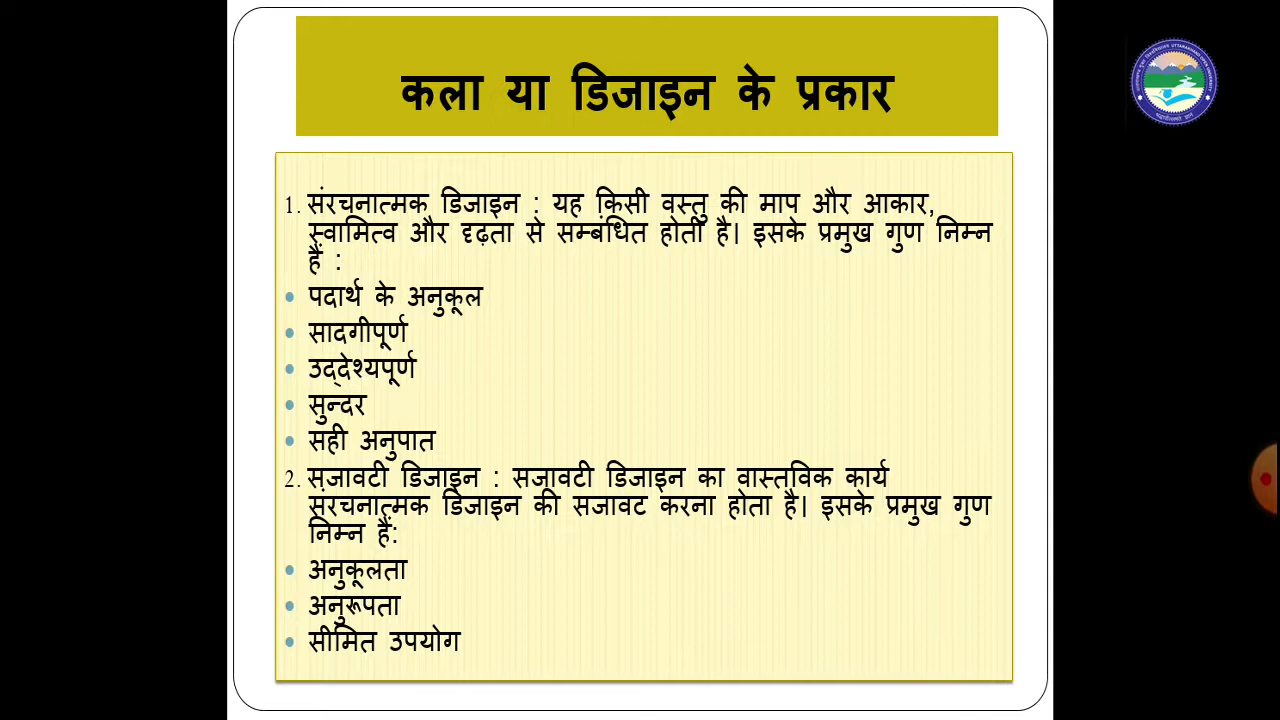 कला या डिजाइन के प्रकार
1. संरचनात्मक डिजाइन : यह किसी वस्तु की माप और आकार,
स्वामित्व और दृढ़ता से सम्बंधित होती है। इसके प्रमुख गुण निम्न
हैं :
• पदार्थ के अनुकूल
• सादगीपूर्ण
• उद्देश्यपूर्ण
• सुन्दर
• सही अनुपात
2. सजावटी डिजाइन : सजावटी डिजाइन का वास्तविक कार्य
संरचनात्मक डिजाइन की सजावट करना होता है। इसके प्रमुख गुण
निम्न हैं:
• अनुकूलता
• अनुरूपता
• सीमित उपयोग